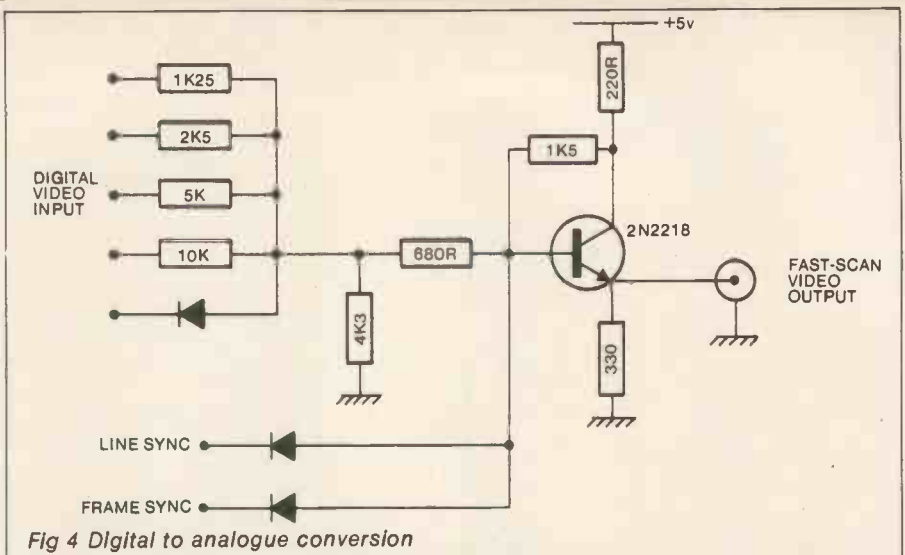 +5v
220R
1K25
2K5
1K5
DIGITAL
VIDEO
INPUT
5K
2N2218
10K
680R
FAST-SCAN
VIDEO
OUTPUT
4K3
330
LINE SYNC
FRAME SYNC
Fig 4 Digital to analogue conversion